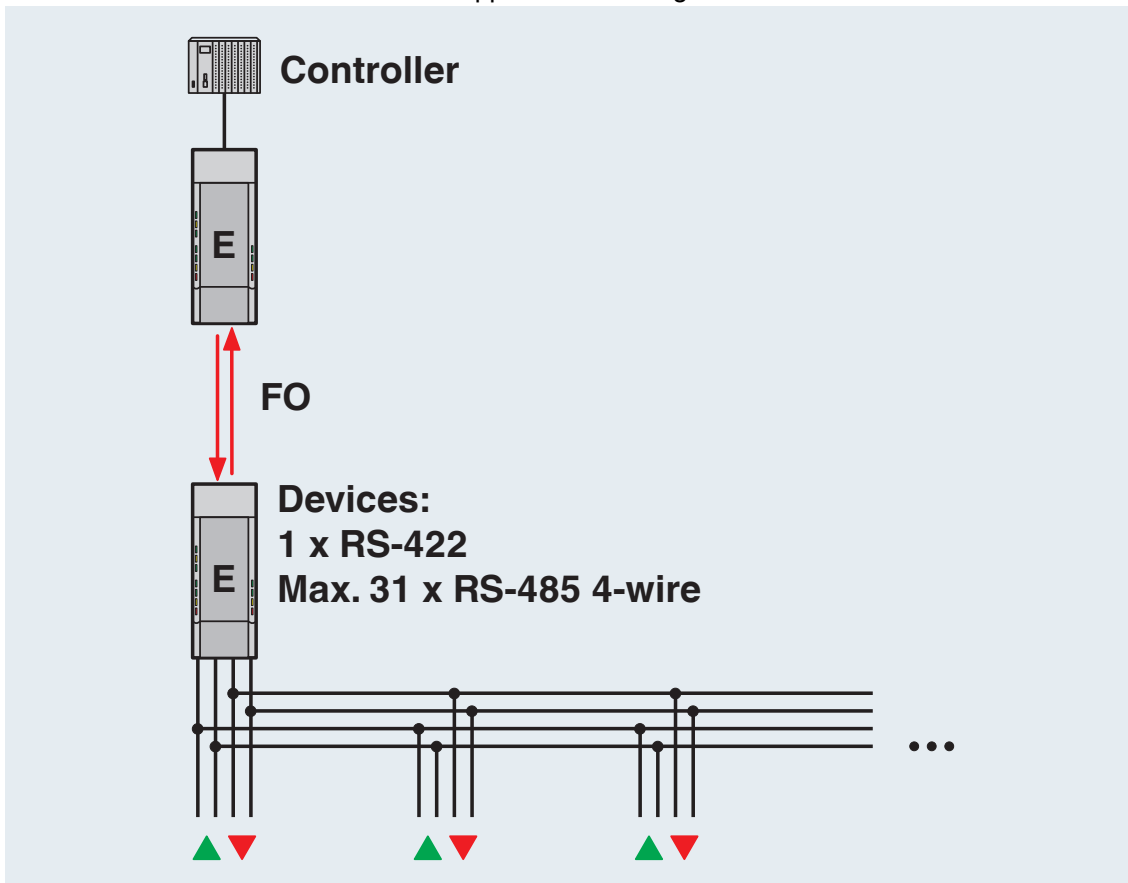 Controller
E
FO
Devices:
1 x RS-422
Max. 31 x RS-485 4-wire
E